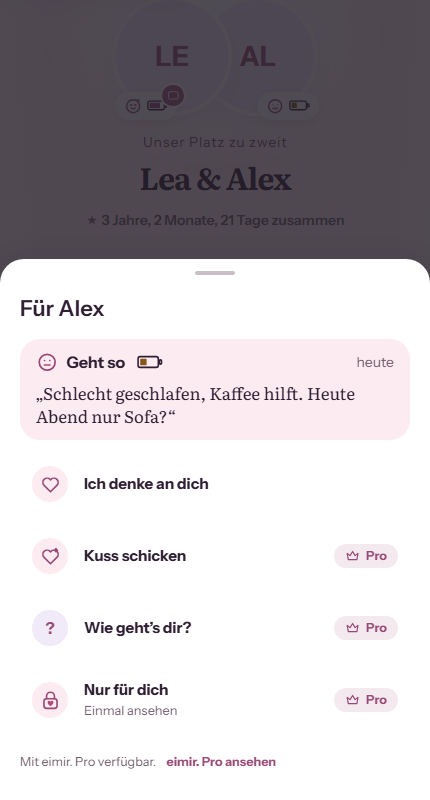 LE
AL
Unser Platz zu zweit
Lea & Alex
★ 3 Jahre, 2 Monate, 21 Tage zusammen
Für Alex
Geht so
heute
„Schlecht geschlafen, Kaffee hilft. Heute
Abend nur Sofa?“
Ich denke an dich
Kuss schicken
Pro
?
Wie geht’s dir?
Pro
Nur für dich
Einmal ansehen
Pro
Mit eimir. Pro verfügbar. eimir. Pro ansehen